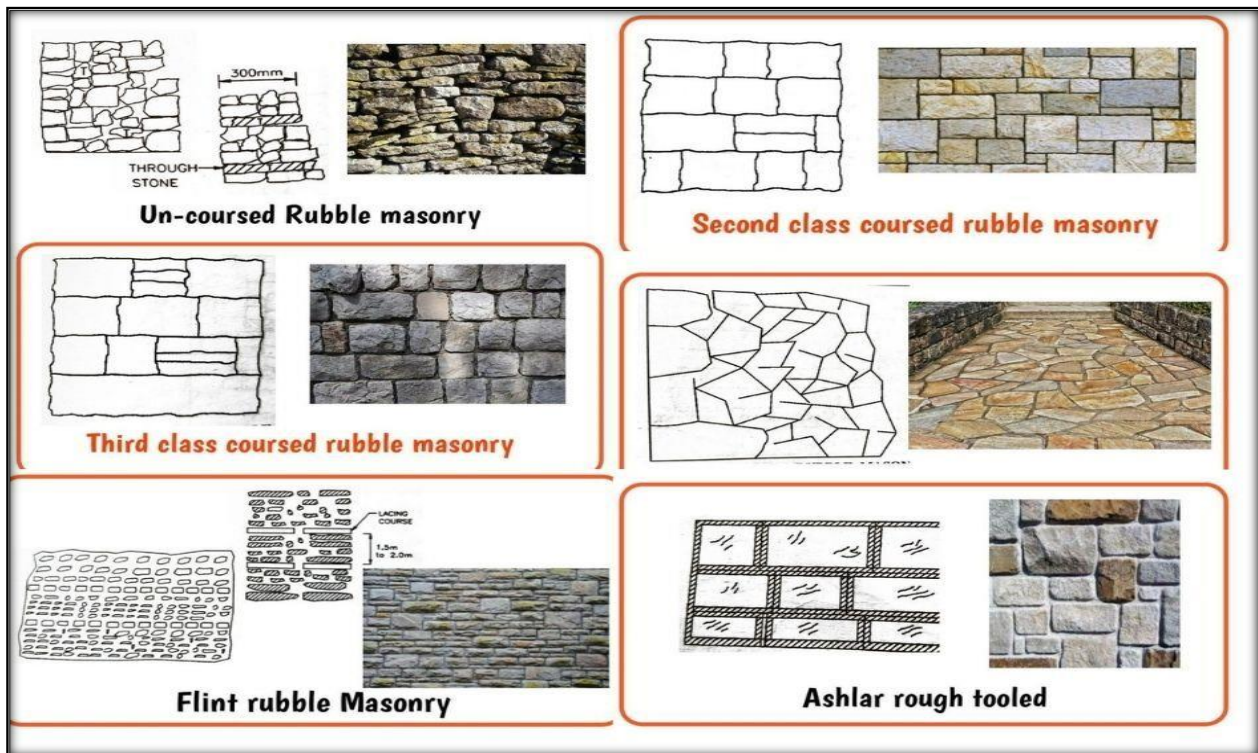 300mm
THROUGH
STONE
Un-coursed Rubble masonry
Second class coursed rubble masonry
Third class coursed rubble masonry
LACING
COURSE
1.5m
to 2.0m
Flint rubble Masonry
Ashlar rough tooled